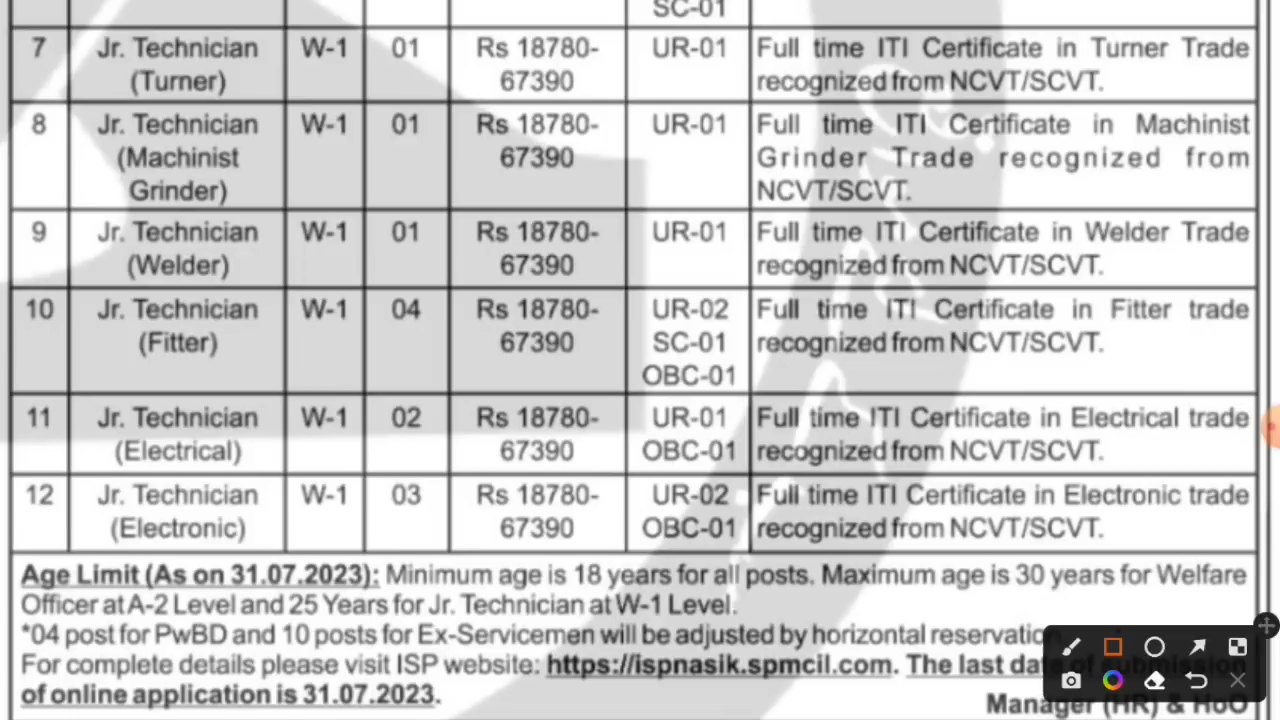 SC-01
7 Jr. Technician W-1 01 Rs 18780- UR-01 Full time ITI Certificate in Turner Trade
(Turner) 67390 recognized from NCVT/SCVT.
8 Jr. Technician W-1 01 Rs 18780- UR-01 Full time ITI Certificate in Machinist
(Machinist 67390 Grinder Trade recognized from
Grinder) NCVT/SCVT.
9 Jr. Technician W-1 01 Rs 18780- UR-01 Full time ITI Certificate in Welder Trade
(Welder) 67390 recognized from NCVT/SCVT.
10 Jr. Technician W-1 04 Rs 18780- UR-02 Full time ITI Certificate in Fitter trade
(Fitter) 67390 SC-01 recognized from NCVT/SCVT.
OBC-01
11 Jr. Technician W-1 02 Rs 18780- UR-01 Full time ITI Certificate in Electrical trade
(Electrical) 67390 OBC-01 recognized from NCVT/SCVT.
12 Jr. Technician W-1 03 Rs 18780- UR-02 Full time ITI Certificate in Electronic trade
(Electronic) 67390 OBC-01 recognized from NCVT/SCVT.
Age Limit (As on 31.07.2023): Minimum age is 18 years for all posts. Maximum age is 30 years for Welfare
Officer at A-2 Level and 25 Years for Jr. Technician at W-1 Level.
*04 post for PwBD and 10 posts for Ex-Servicemen will be adjusted by horizontal reservation
For complete details please visit ISP website: https://ispnasik.spmcil.com. The last date of submission
of online application is 31.07.2023.
Manager (HR) & HoO